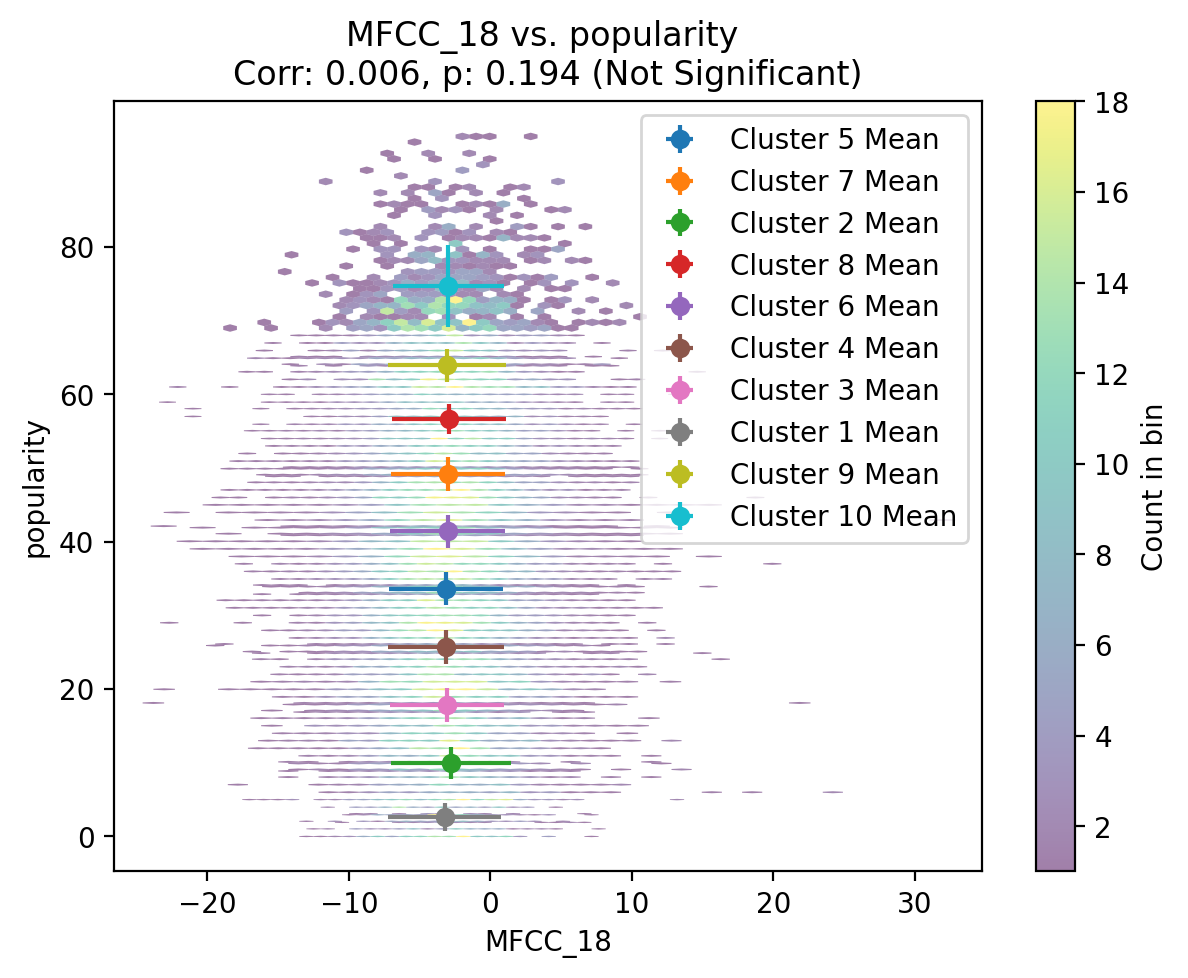 MFCC_18 vs. popularity
Corr: 0.006, p: 0.194 (Not Significant)
popularity
80
60
40
20
0
−20
−10
0
10
20
30
MFCC_18
Cluster 5 Mean
Cluster 7 Mean
Cluster 2 Mean
Cluster 8 Mean
Cluster 6 Mean
Cluster 4 Mean
Cluster 3 Mean
Cluster 1 Mean
Cluster 9 Mean
Cluster 10 Mean
18
16
14
12
10
8
6
4
2
Count in bin